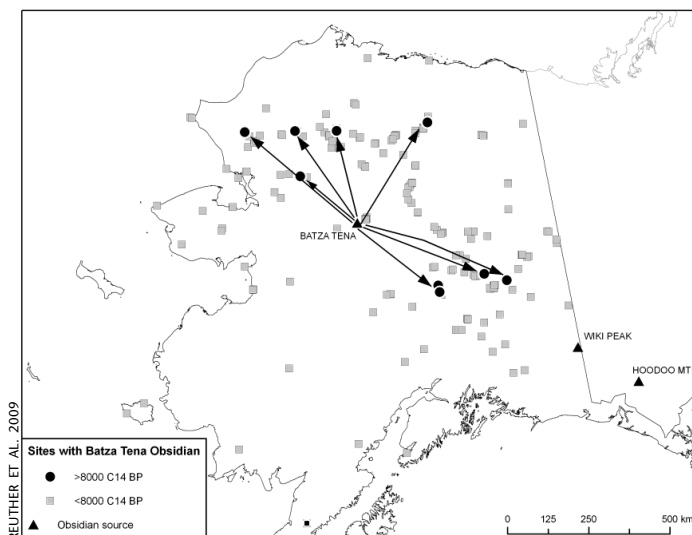 BATZA TENA
WIKI PEAK
HOODOO MT
REUTHER ET AL. 2009
Sites with Batza Tena Obsidian
>8000 C14 BP
<8000 C14 BP
Obsidian source
0 125 250 500 km